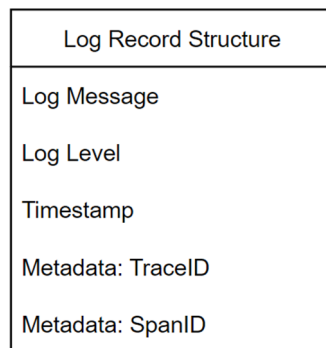 Log Record Structure
Log Message
Log Level
Timestamp
Metadata: TraceID
Metadata: SpanID